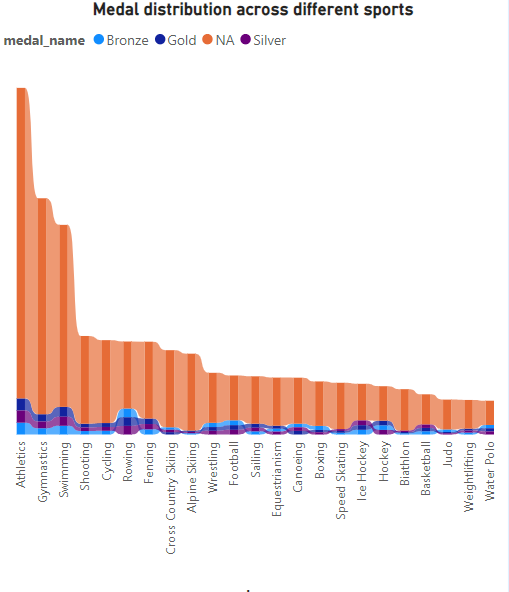 Medal distribution across different sports
medal_name Bronze Gold NA Silver
Athletics
Gymnastics
Swimming
Shooting
Cycling
Rowing
Fencing
Cross Country Skiing
Alpine Skiing
Wrestling
Football
Sailing
Equestrianism
Canoeing
Boxing
Speed Skating
Ice Hockey
Hockey
Biathlon
Basketball
Judo
Weightlifting
Water Polo